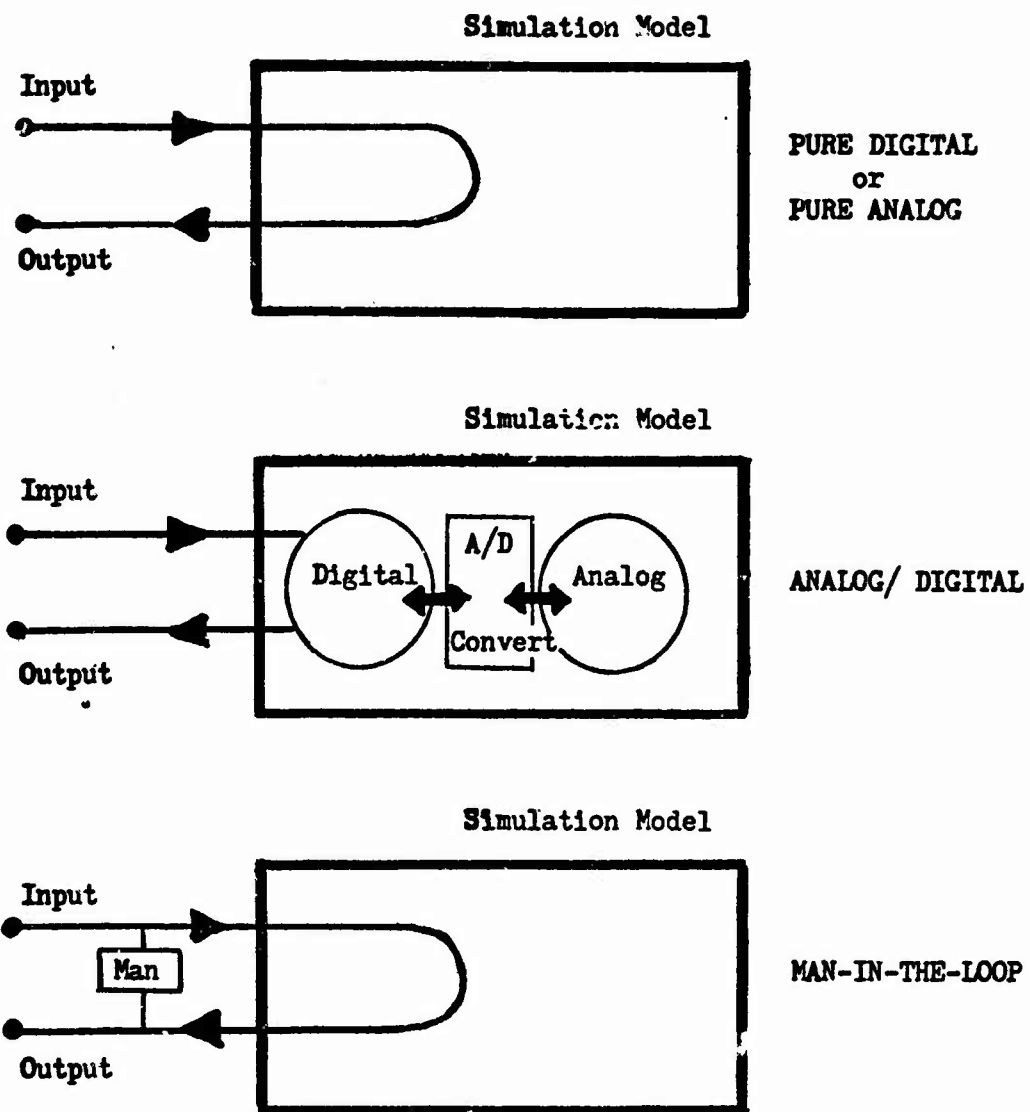 Simulation Model
Input
Output
PURE DIGITAL
or
PURE ANALOG
Simulation Model
Input
Output
Digital
A/D
Convert
Analog
ANALOG/ DIGITAL
Simulation Model
Input
Man
Output
MAN-IN-THE-LOOP